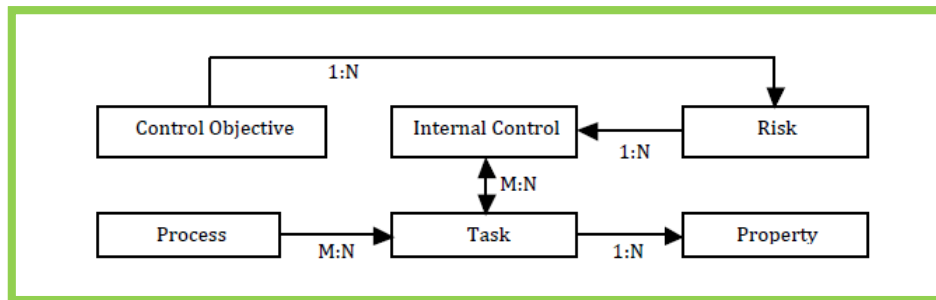 1:N
Control Objective
Internal Control
Risk
1:N
M:N
Process
Task
Property
M:N
1:N